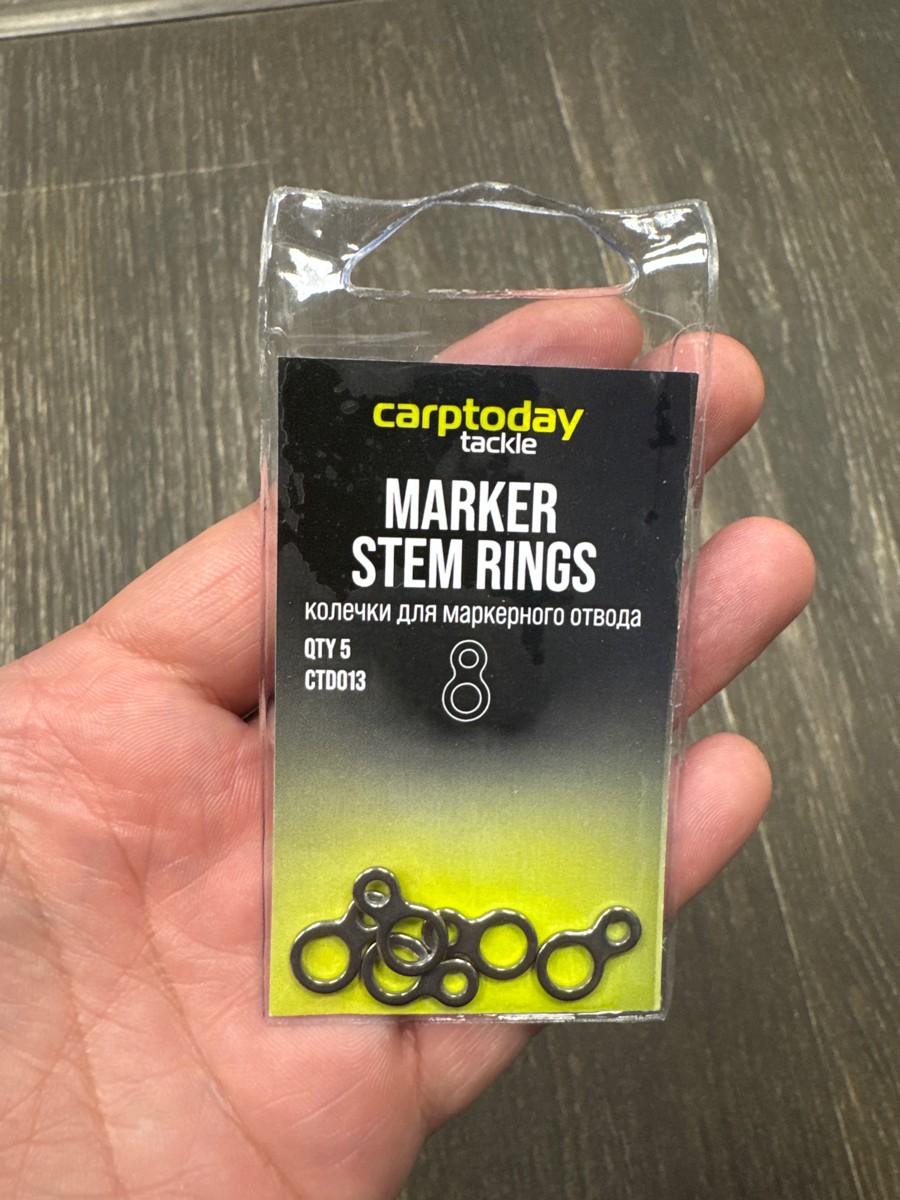 carptoday
tackle
MARKER
STEM RINGS
колечки для маркерного отвода
QTY 5
CTD013